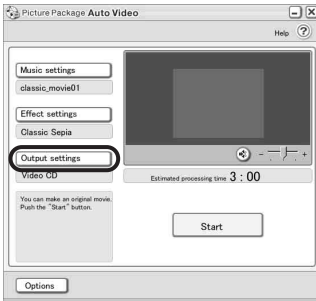 Picture Package Auto Video
Help ?
Music settings
classic_movie01
Effect settings
Classic Sepia
Output settings
Video CD
- +
Estimated processing time 3 : 00
You can make an original movie.
Push the "Start" button.
Start
Options